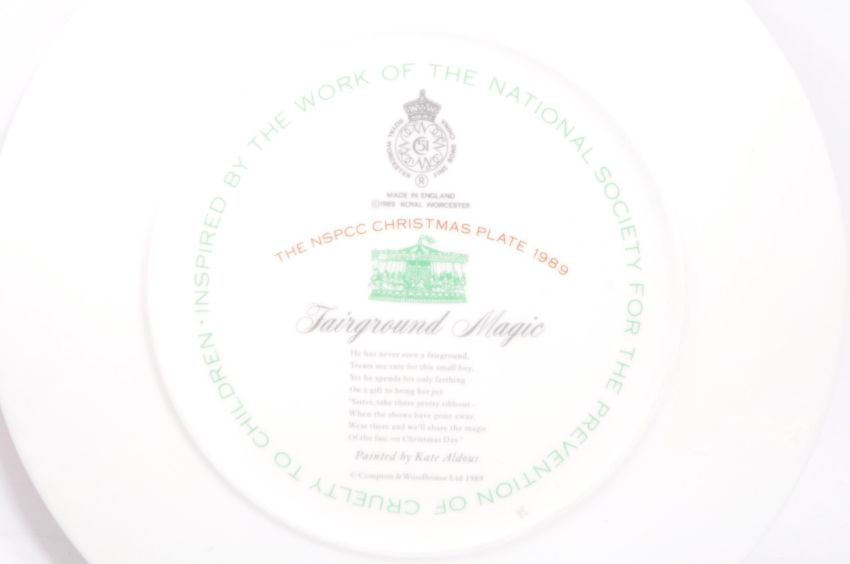 INSPIRED BY THE WORK OF THE NATIONAL SOCIETY FOR THE PREVENTION OF CRUELTY TO CHILDREN ·
ROYAL WORCESTER FINE BONE CHINA
51
®
MADE IN ENGLAND
©1989 ROYAL WORCESTER
THE NSPCC CHRISTMAS PLATE 1989
Fairground Magic
He has never seen a fairground,
Treats are rare for this small boy,
Yet he spends his only farthing
On a gift to bring her joy
"Sister, take these pretty ribbons –
When the shows have gone away,
Wear them and we'll share the magic
Of the fair, on Christmas Day"
Painted by Kate Aldous
© Compton & Woodhouse Ltd 1989